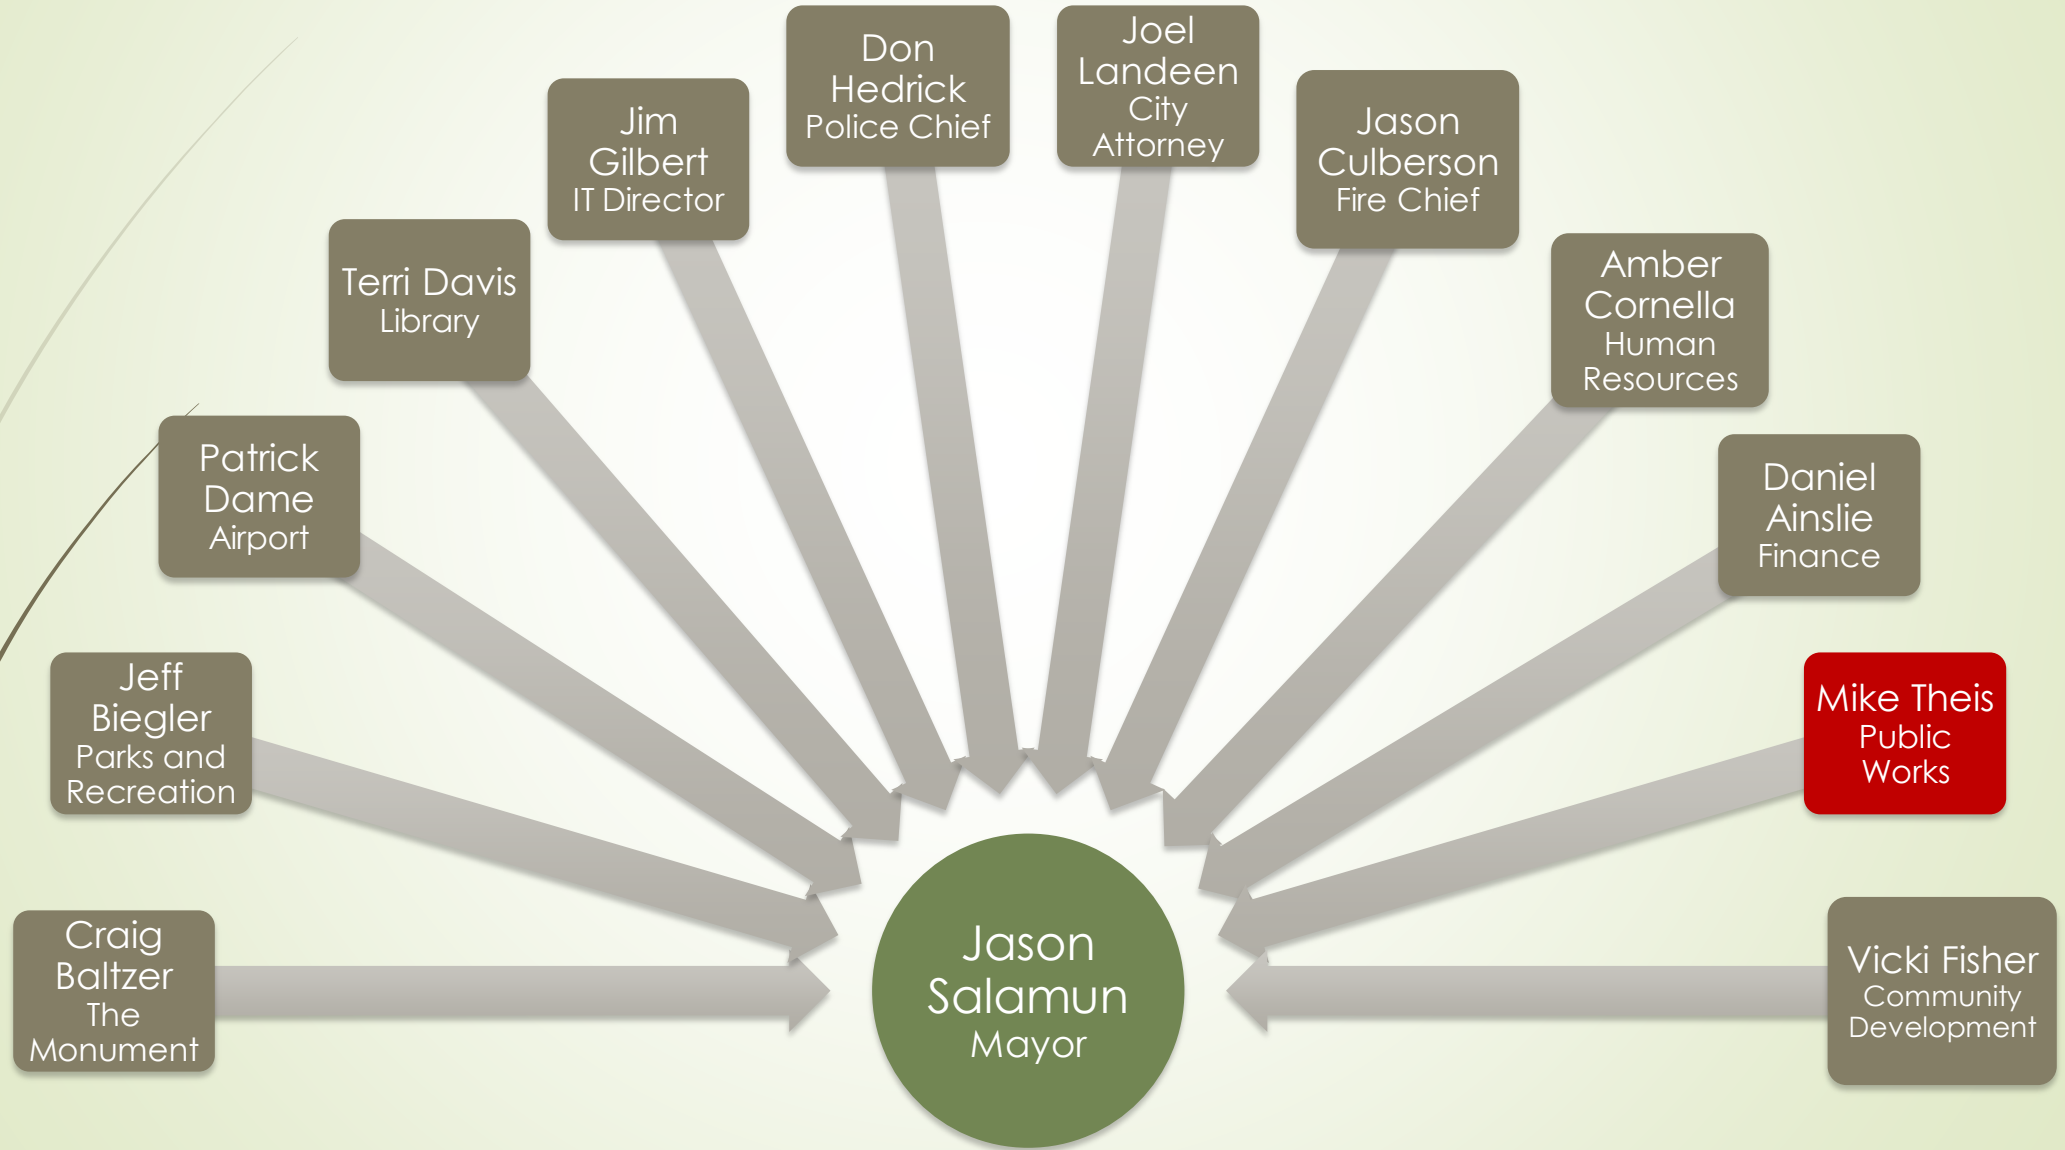 Don
Hedrick
Police Chief
Joel
Landeen
City
Attorney
Jim
Gilbert
IT Director
Jason
Culberson
Fire Chief
Terri Davis
Library
Amber
Cornella
Human
Resources
Patrick
Dame
Airport
Daniel
Ainslie
Finance
Jeff
Biegler
Parks and
Recreation
Mike Theis
Public
Works
Craig
Baltzer
The
Monument
Jason
Salamun
Mayor
Vicki Fisher
Community
Development